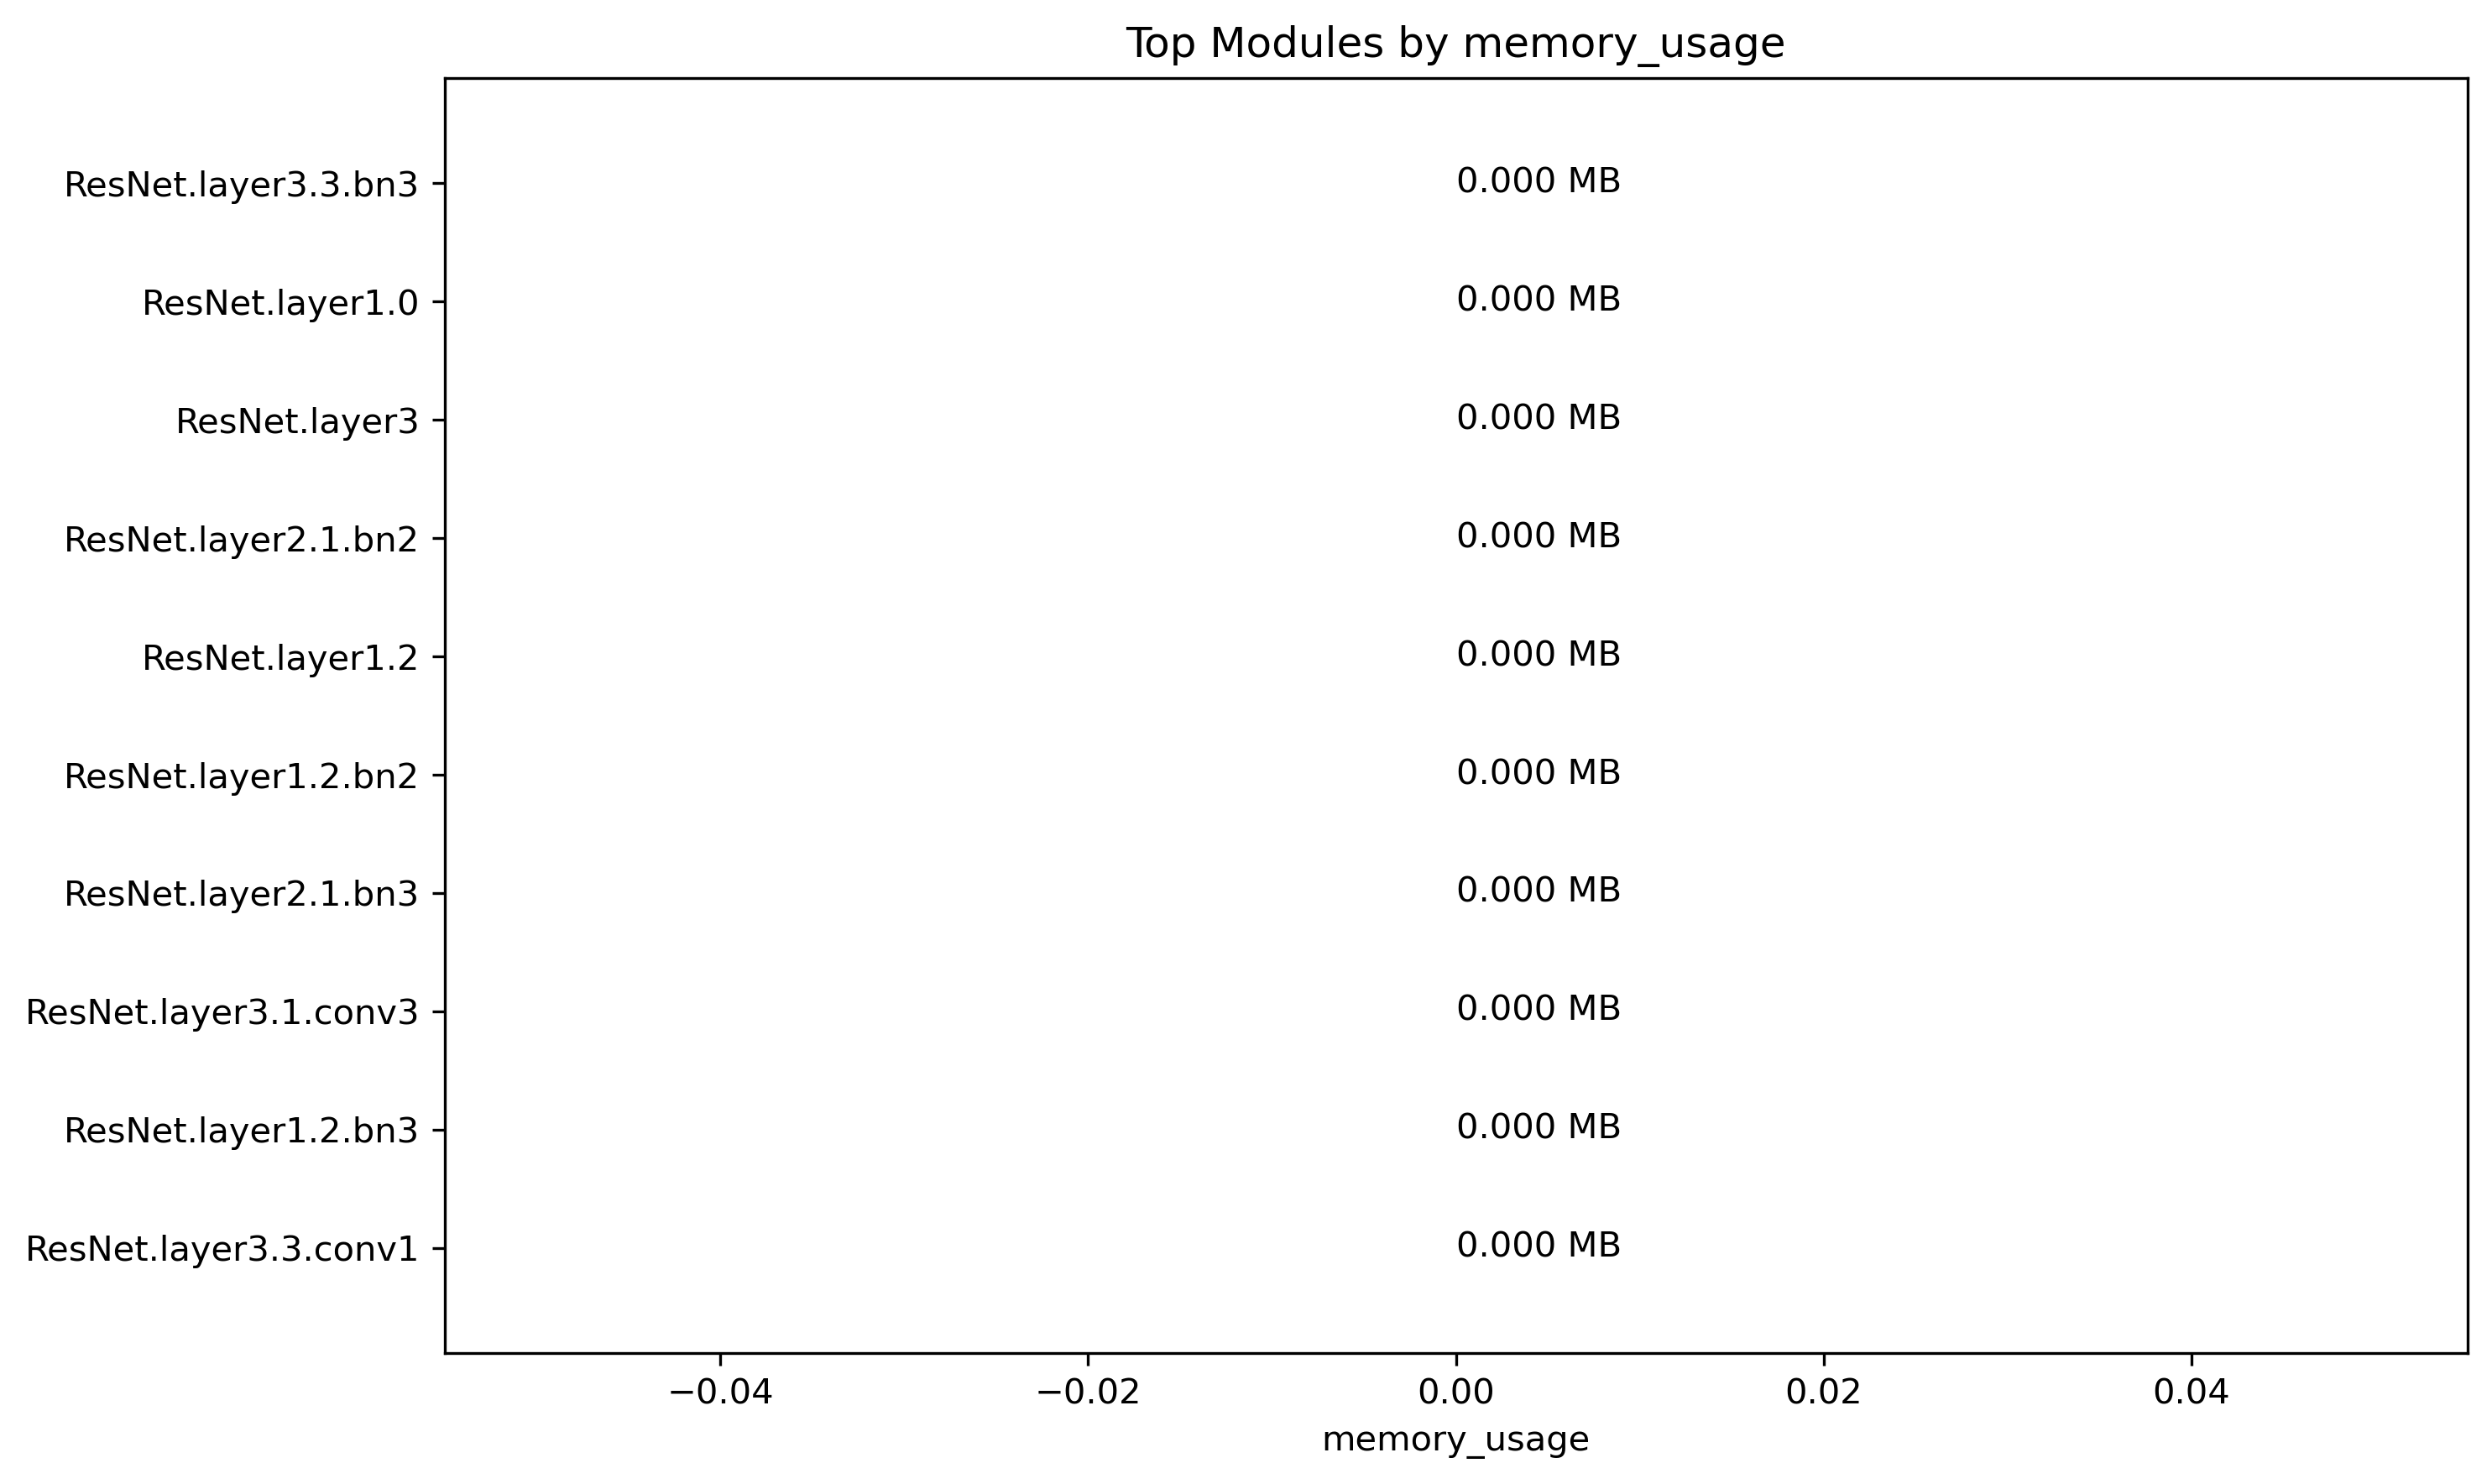 Top Modules by memory_usage
ResNet.layer3.3.bn3 0.000 MB
ResNet.layer1.0 0.000 MB
ResNet.layer3 0.000 MB
ResNet.layer2.1.bn2 0.000 MB
ResNet.layer1.2 0.000 MB
ResNet.layer1.2.bn2 0.000 MB
ResNet.layer2.1.bn3 0.000 MB
ResNet.layer3.1.conv3 0.000 MB
ResNet.layer1.2.bn3 0.000 MB
ResNet.layer3.3.conv1 0.000 MB
−0.04 −0.02 0.00 0.02 0.04
memory_usage